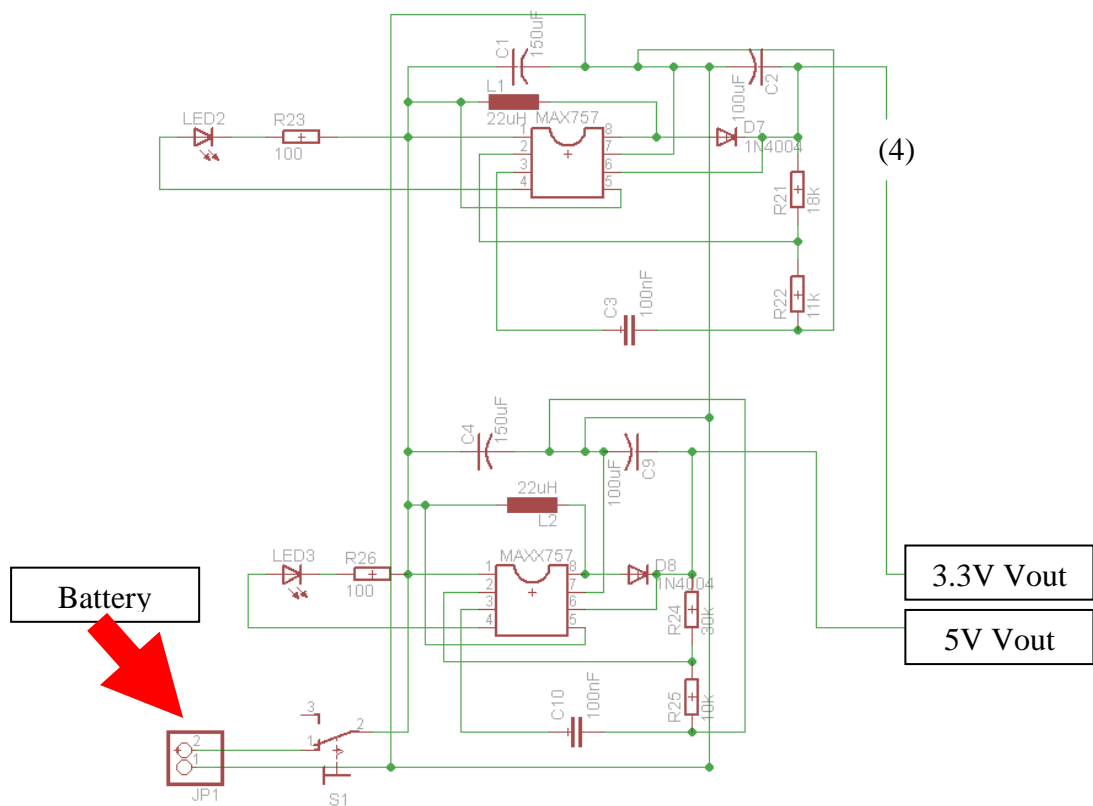 C1
150uF
C2
100uF
L1
22uH
MAX757
LED2
R23
100
1
2
3
4
8
7
6
5
D7
1N4004
(4)
R21
18k
R22
11k
C3
100nF
C4
150uF
C9
100uF
22uH
L2
MAXX757
LED3
R26
100
1
2
3
4
8
7
6
5
D8
1N4004
R24
30k
R25
10k
C10
100nF
3.3V Vout
5V Vout
Battery
3
2
1
S1
2
1
JP1